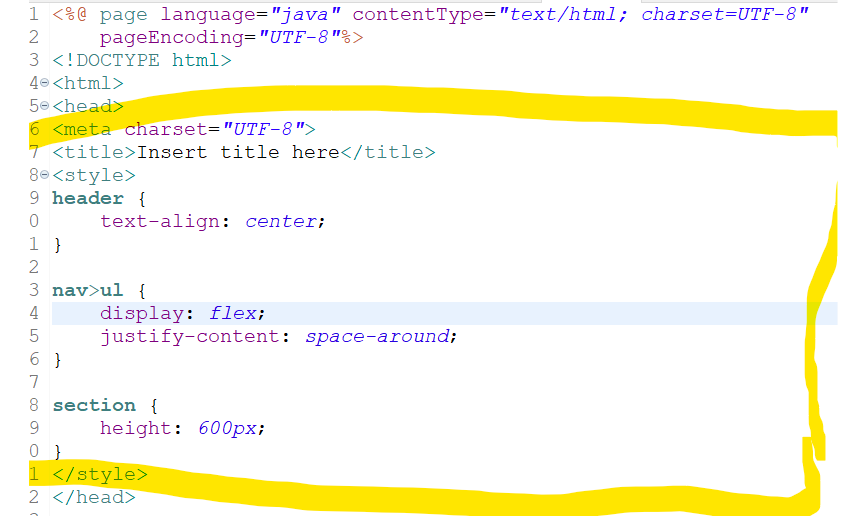 1 <%@ page language="java" contentType="text/html; charset=UTF-8"
2     pageEncoding="UTF-8"%>
3 <!DOCTYPE html>
4 <html>
5 <head>
6 <meta charset="UTF-8">
7 <title>Insert title here</title>
8 <style>
9 header {
0     text-align: center;
1 }
2
3 nav>ul {
4     display: flex;
5     justify-content: space-around;
6 }
7
8 section {
9     height: 600px;
0 }
1 </style>
2 </head>